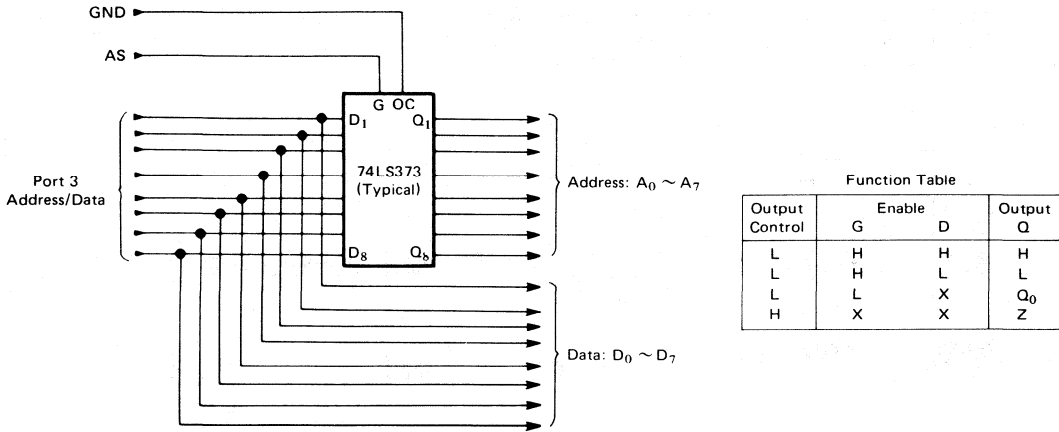 GND
AS
G OC
D₁ Q₁
74LS373
(Typical)
Port 3
Address/Data
Address: A₀ ~ A₇
D₈ Q₈
Data: D₀ ~ D₇
Function Table
Output Enable Output
Control G D Q
L H H H
L H L L
L L X Q₀
H X X Z